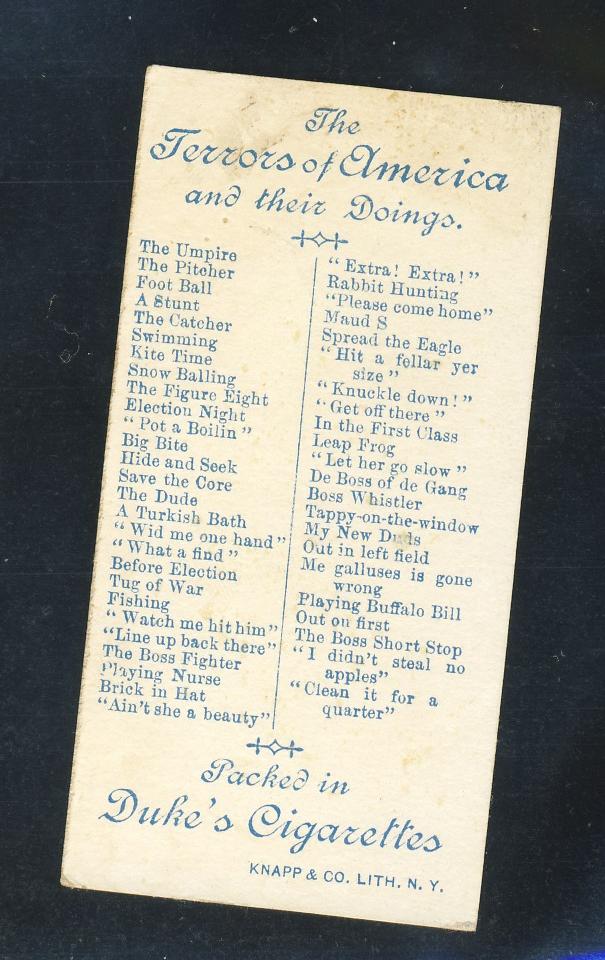 The
Terrors of America
and their Doings.
The Umpire
The Pitcher
Foot Ball
A Stunt
The Catcher
Swimming
Kite Time
Snow Balling
The Figure Eight
Election Night
“ Pot a Boilin ”
Big Bite
Hide and Seek
Save the Core
The Dude
A Turkish Bath
“ Wid me one hand ”
“ What a find ”
Before Election
Tug of War
Fishing
“ Watch me hit him”
“Line up back there”
The Boss Fighter
Playing Nurse
Brick in Hat
“Ain't she a beauty”
“ Extra! Extra! ”
Rabbit Hunting
“Please come home”
Maud S
Spread the Eagle
“ Hit a fellar yer
size ”
“ Knuckle down! ”
“ Get off there ”
In the First Class
Leap Frog
“ Let her go slow ”
De Boss of de Gang
Boss Whistler
Tappy-on-the-window
My New Duds
Out in left field
Me galluses is gone
wrong
Playing Buffalo Bill
Out on first
The Boss Short Stop
“ I didn't steal no
apples”
“Clean it for a
quarter”
Packed in
Duke's Cigarettes
KNAPP & CO. LITH. N. Y.